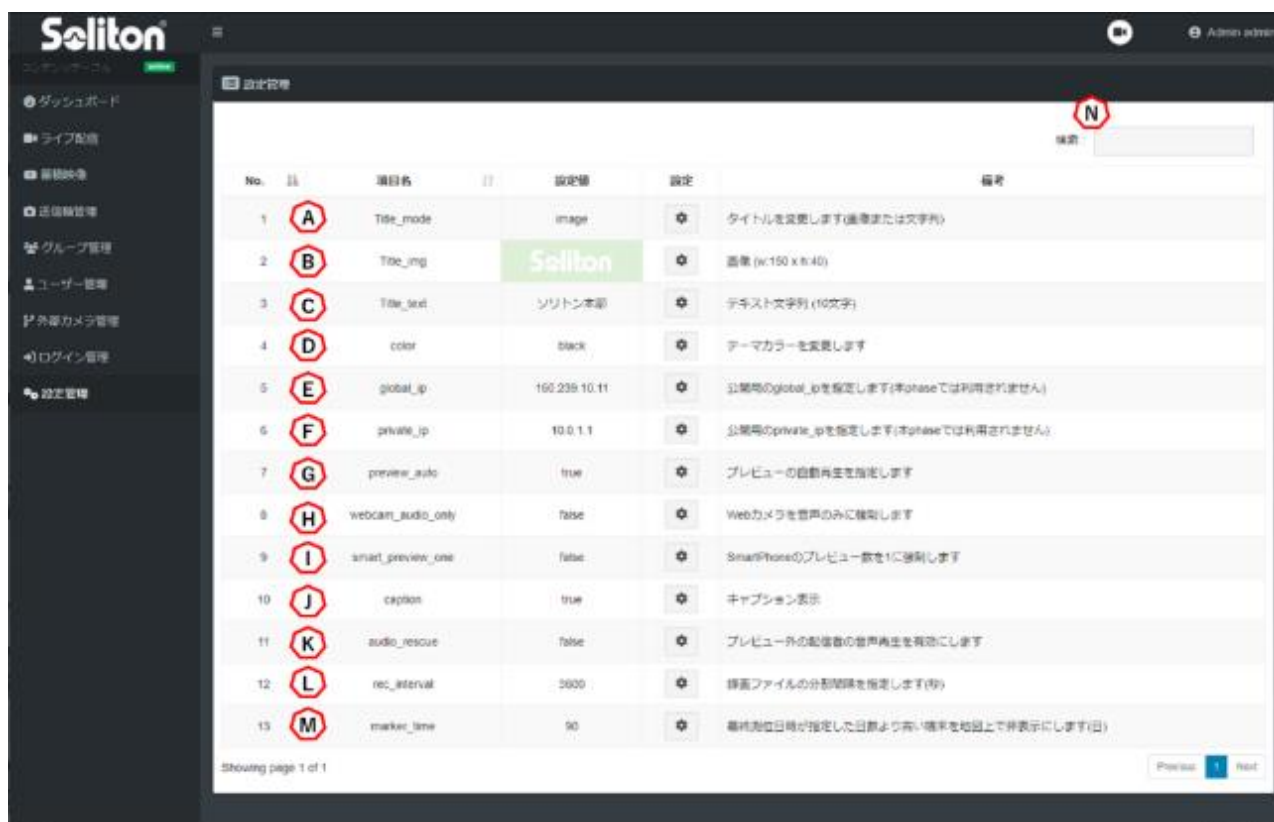 Soliton
Admin admin
online
設定管理
ダッシュボード
ライブ配信
蓄積映像
送信機管理
グループ管理
ユーザー管理
外部カメラ管理
ログイン管理
設定管理
N
検索
No. 項目名 設定値 設定 備考
1 A Title_mode image タイトルを変更します(画像または文字列)
2 B Title_img Soliton 画像 (w:150 x h:40)
3 C Title_text ソリトン本部 テキスト文字列 (10文字)
4 D color black テーマカラーを変更します
5 E global_ip 160.239.10.11 公開用のglobal_ipを指定します(本phaseでは利用されません)
6 F private_ip 10.0.1.1 公開用のprivate_ipを指定します(本phaseでは利用されません)
7 G preview_auto true プレビューの自動再生を指定します
8 H webcam_audio_only false Webカメラを音声のみに強制します
9 I smart_preview_one false SmartPhoneのプレビュー数を1に強制します
10 J caption true キャプション表示
11 K audio_rescue false プレビュー外の配信者の音声再生を有効にします
12 L rec_interval 3600 録画ファイルの分割間隔を指定します(秒)
13 M marker_time 90 最終測位日時が指定した日数より古い端末を地図上で非表示にします(日)
Showing page 1 of 1
Previous 1 Next